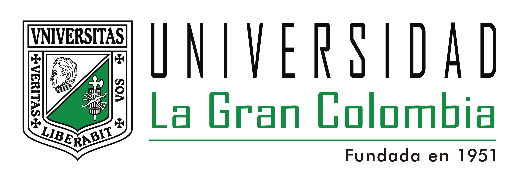 VNIVERSITAS
VERITAS
VOS
LIBERABIT
UNIVERSIDAD
La Gran Colombia
Fundada en 1951